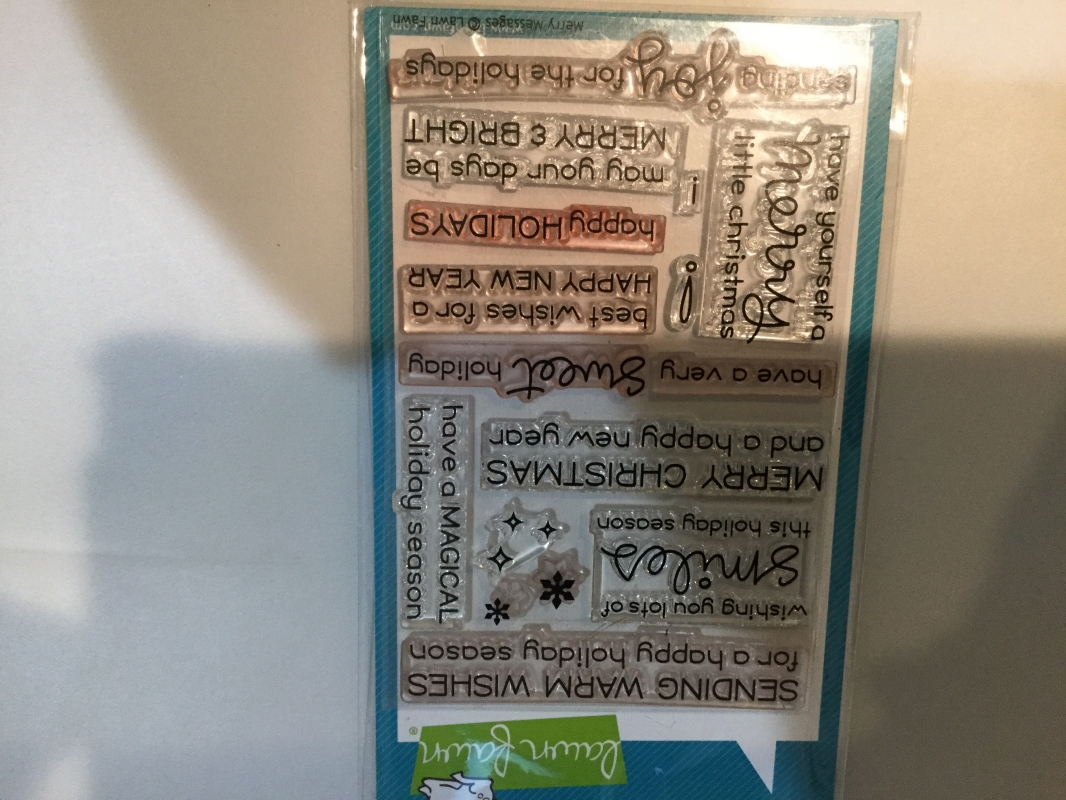 lawn fawn
®
SENDING WARM WISHES
for a happy holiday season
wishing you lots of
smiles
this holiday season
have a MAGICAL
holiday season
MERRY CHRISTMAS
and a happy new year
have a very sweet holiday
best wishes for a
HAPPY NEW YEAR
!
happy HOLIDAYS
have yourself a
merry
little christmas
!
may your days be
MERRY & BRIGHT
sending joy for the holidays
Merry Messages © Lawn Fawn